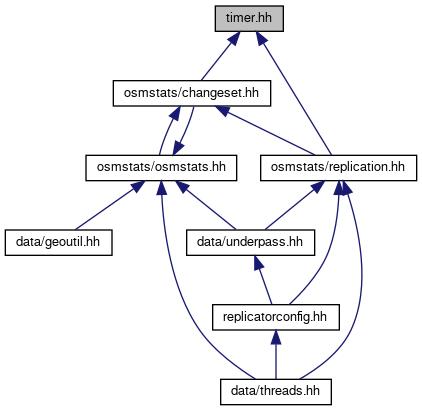 timer.hh
osmstats/changeset.hh
osmstats/osmstats.hh
osmstats/replication.hh
data/geoutil.hh
data/underpass.hh
replicatorconfig.hh
data/threads.hh